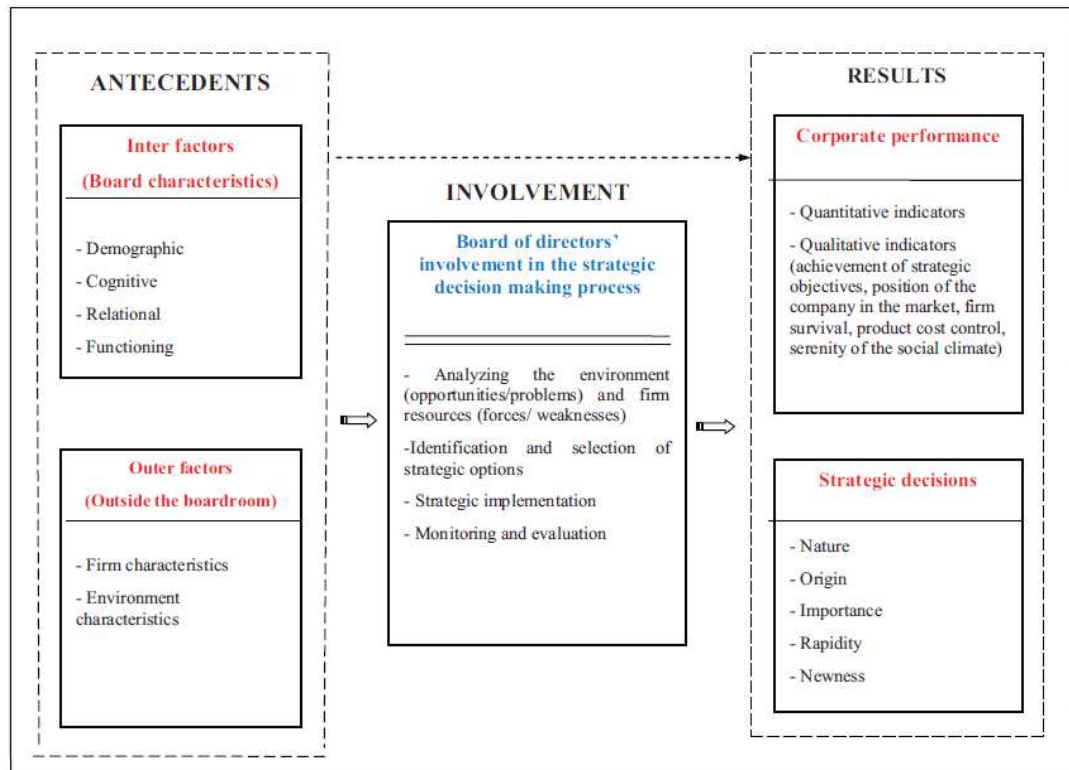 ANTECEDENTS
Inter factors
(Board characteristics)
- Demographic
- Cognitive
- Relational
- Functioning
Outer factors
(Outside the boardroom)
- Firm characteristics
- Environment
characteristics
INVOLVEMENT
Board of directors’
involvement in the strategic
decision making process
- Analyzing the environment
(opportunities/problems) and firm
resources (forces/ weaknesses)
-Identification and selection of
strategic options
- Strategic implementation
- Monitoring and evaluation
RESULTS
Corporate performance
- Quantitative indicators
- Qualitative indicators
(achievement of strategic
objectives, position of the
company in the market, firm
survival, product cost control,
serenity of the social climate)
Strategic decisions
- Nature
- Origin
- Importance
- Rapidity
- Newness